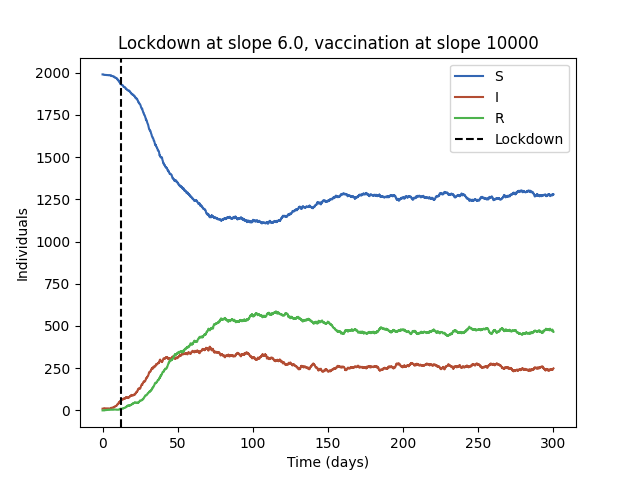 Lockdown at slope 6.0, vaccination at slope 10000
2000
1750
1500
1250
1000
750
500
250
0
Individuals
S
I
R
Lockdown
0 50 100 150 200 250 300
Time (days)